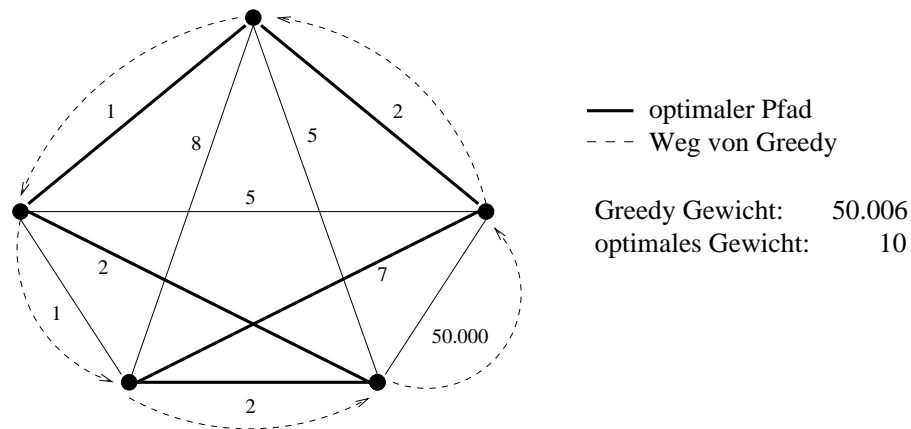 1
2
8
5
5
2
7
1
50.000
2
optimaler Pfad
Weg von Greedy
Greedy Gewicht: 50.006
optimales Gewicht: 10